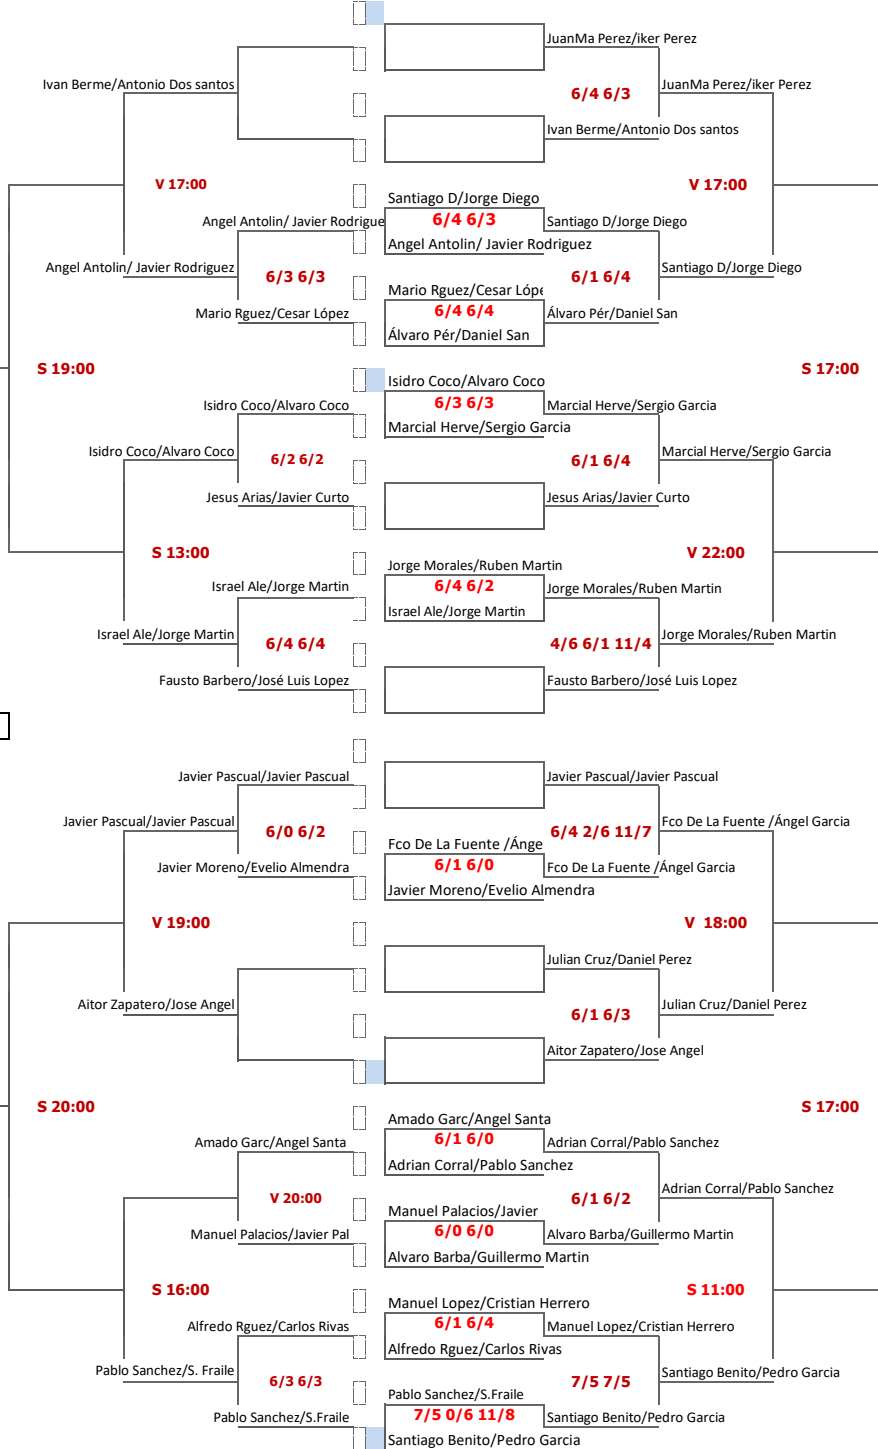 JuanMa Perez/iker Perez
Ivan Berme/Antonio Dos santos
6/4 6/3
JuanMa Perez/iker Perez
Ivan Berme/Antonio Dos santos
V 17:00
V 17:00
Santiago D/Jorge Diego
Angel Antolin/ Javier Rodrigue
6/4 6/3
Santiago D/Jorge Diego
Angel Antolin/ Javier Rodriguez
Angel Antolin/ Javier Rodriguez
6/3 6/3
6/1 6/4
Santiago D/Jorge Diego
Mario Rguez/Cesar Lópe
Mario Rguez/Cesar López
6/4 6/4
Álvaro Pér/Daniel San
Álvaro Pér/Daniel San
S 19:00
S 17:00
Isidro Coco/Alvaro Coco
Isidro Coco/Alvaro Coco
6/3 6/3
Marcial Herve/Sergio Garcia
Marcial Herve/Sergio Garcia
Isidro Coco/Alvaro Coco
6/2 6/2
6/1 6/4
Marcial Herve/Sergio Garcia
Jesus Arias/Javier Curto
Jesus Arias/Javier Curto
S 13:00
V 22:00
Jorge Morales/Ruben Martin
Israel Ale/Jorge Martin
6/4 6/2
Jorge Morales/Ruben Martin
Israel Ale/Jorge Martin
Israel Ale/Jorge Martin
6/4 6/4
4/6 6/1 11/4
Jorge Morales/Ruben Martin
Fausto Barbero/José Luis Lopez
Fausto Barbero/José Luis Lopez
Javier Pascual/Javier Pascual
Javier Pascual/Javier Pascual
Javier Pascual/Javier Pascual
6/0 6/2
6/4 2/6 11/7
Fco De La Fuente /Ángel Garcia
Fco De La Fuente /Ánge
Javier Moreno/Evelio Almendra
6/1 6/0
Fco De La Fuente /Ángel Garcia
Javier Moreno/Evelio Almendra
V 19:00
V  18:00
Julian Cruz/Daniel Perez
Aitor Zapatero/Jose Angel
6/1 6/3
Julian Cruz/Daniel Perez
Aitor Zapatero/Jose Angel
S 20:00
S 17:00
Amado Garc/Angel Santa
Amado Garc/Angel Santa
6/1 6/0
Adrian Corral/Pablo Sanchez
Adrian Corral/Pablo Sanchez
V 20:00
6/1 6/2
Adrian Corral/Pablo Sanchez
Manuel Palacios/Javier
Manuel Palacios/Javier Pal
6/0 6/0
Alvaro Barba/Guillermo Martin
Alvaro Barba/Guillermo Martin
S 16:00
S 11:00
Manuel Lopez/Cristian Herrero
Alfredo Rguez/Carlos Rivas
6/1 6/4
Manuel Lopez/Cristian Herrero
Alfredo Rguez/Carlos Rivas
Pablo Sanchez/S. Fraile
6/3 6/3
7/5 7/5
Santiago Benito/Pedro Garcia
Pablo Sanchez/S.Fraile
Pablo Sanchez/S.Fraile
7/5 0/6 11/8
Santiago Benito/Pedro Garcia
Santiago Benito/Pedro Garcia